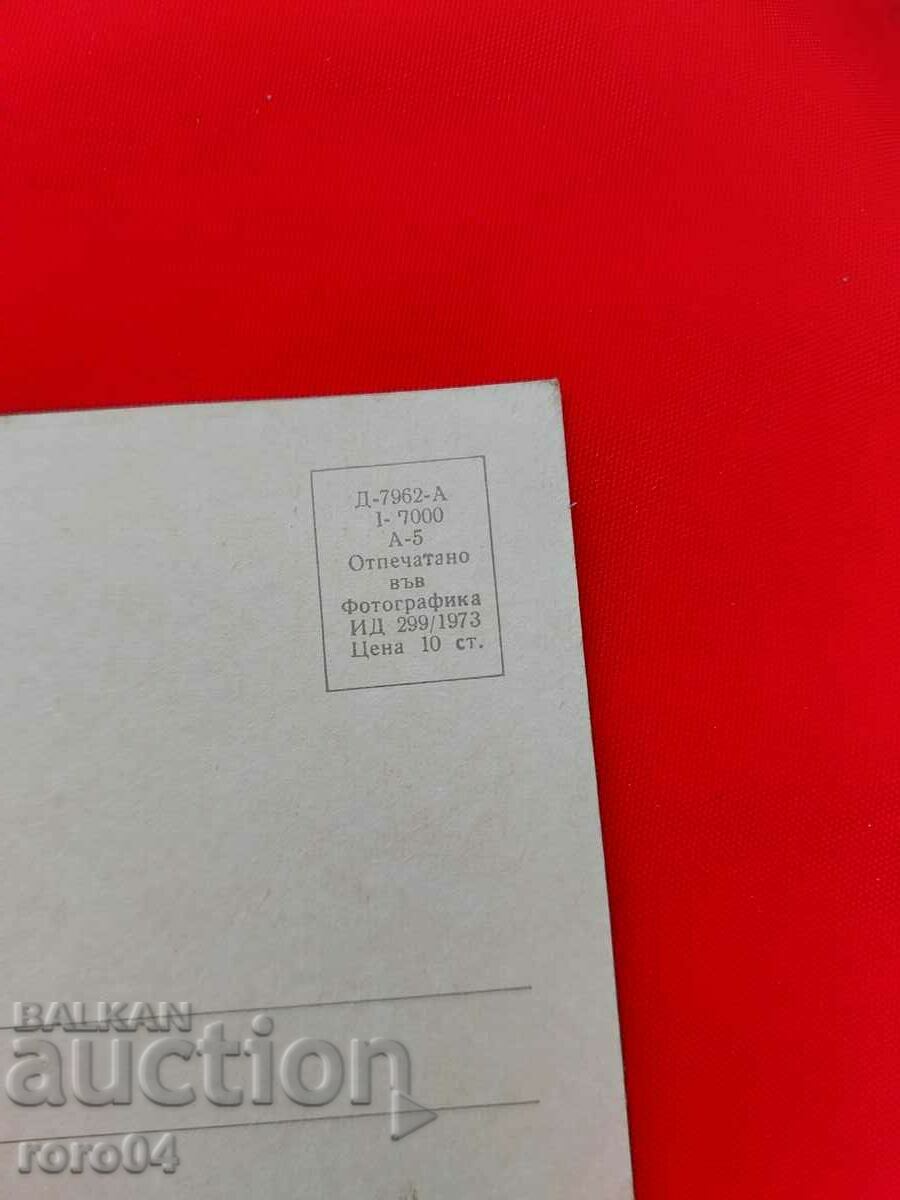 Д-7962-А
I- 7000
А-5
Отпечатано
във
Фотографика
ИД 299/1973
Цена 10 ст.
BALKAN
auction
roro04